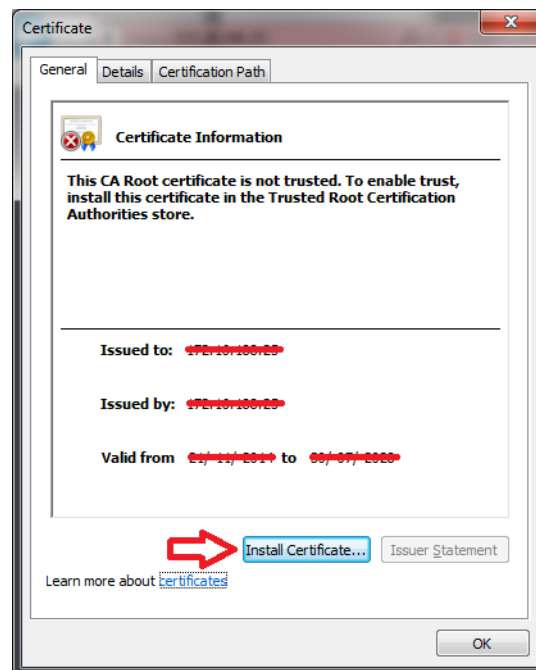 Certificate
General Details Certification Path
Certificate Information
This CA Root certificate is not trusted. To enable trust,
install this certificate in the Trusted Root Certification
Authorities store.
Issued to:
Issued by:
Valid from to
Install Certificate... Issuer Statement
Learn more about certificates
OK